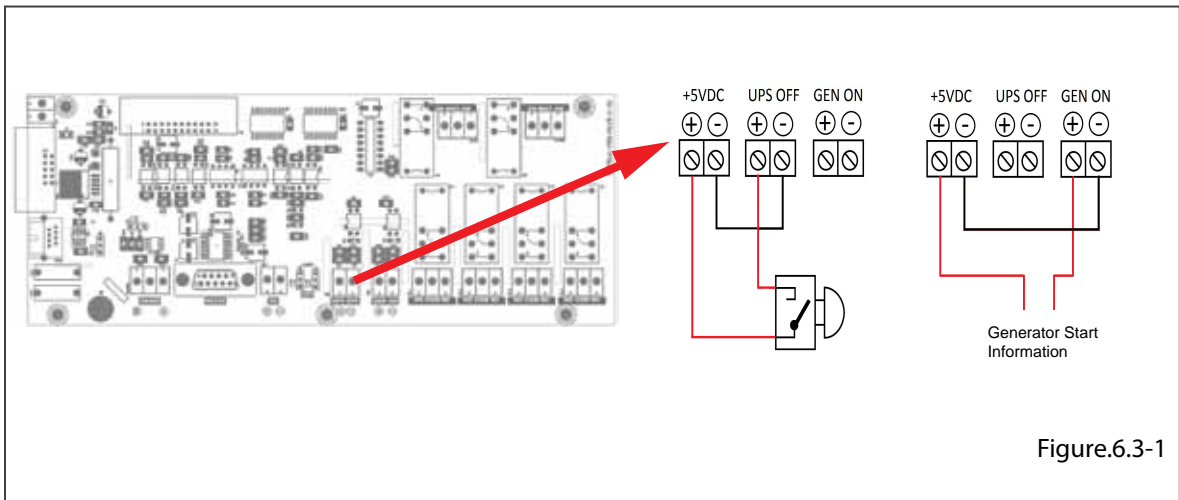 +5VDC UPS OFF GEN ON
+ - + - + -
+5VDC UPS OFF GEN ON
+ - + - + -
Generator Start
Information
Figure.6.3-1